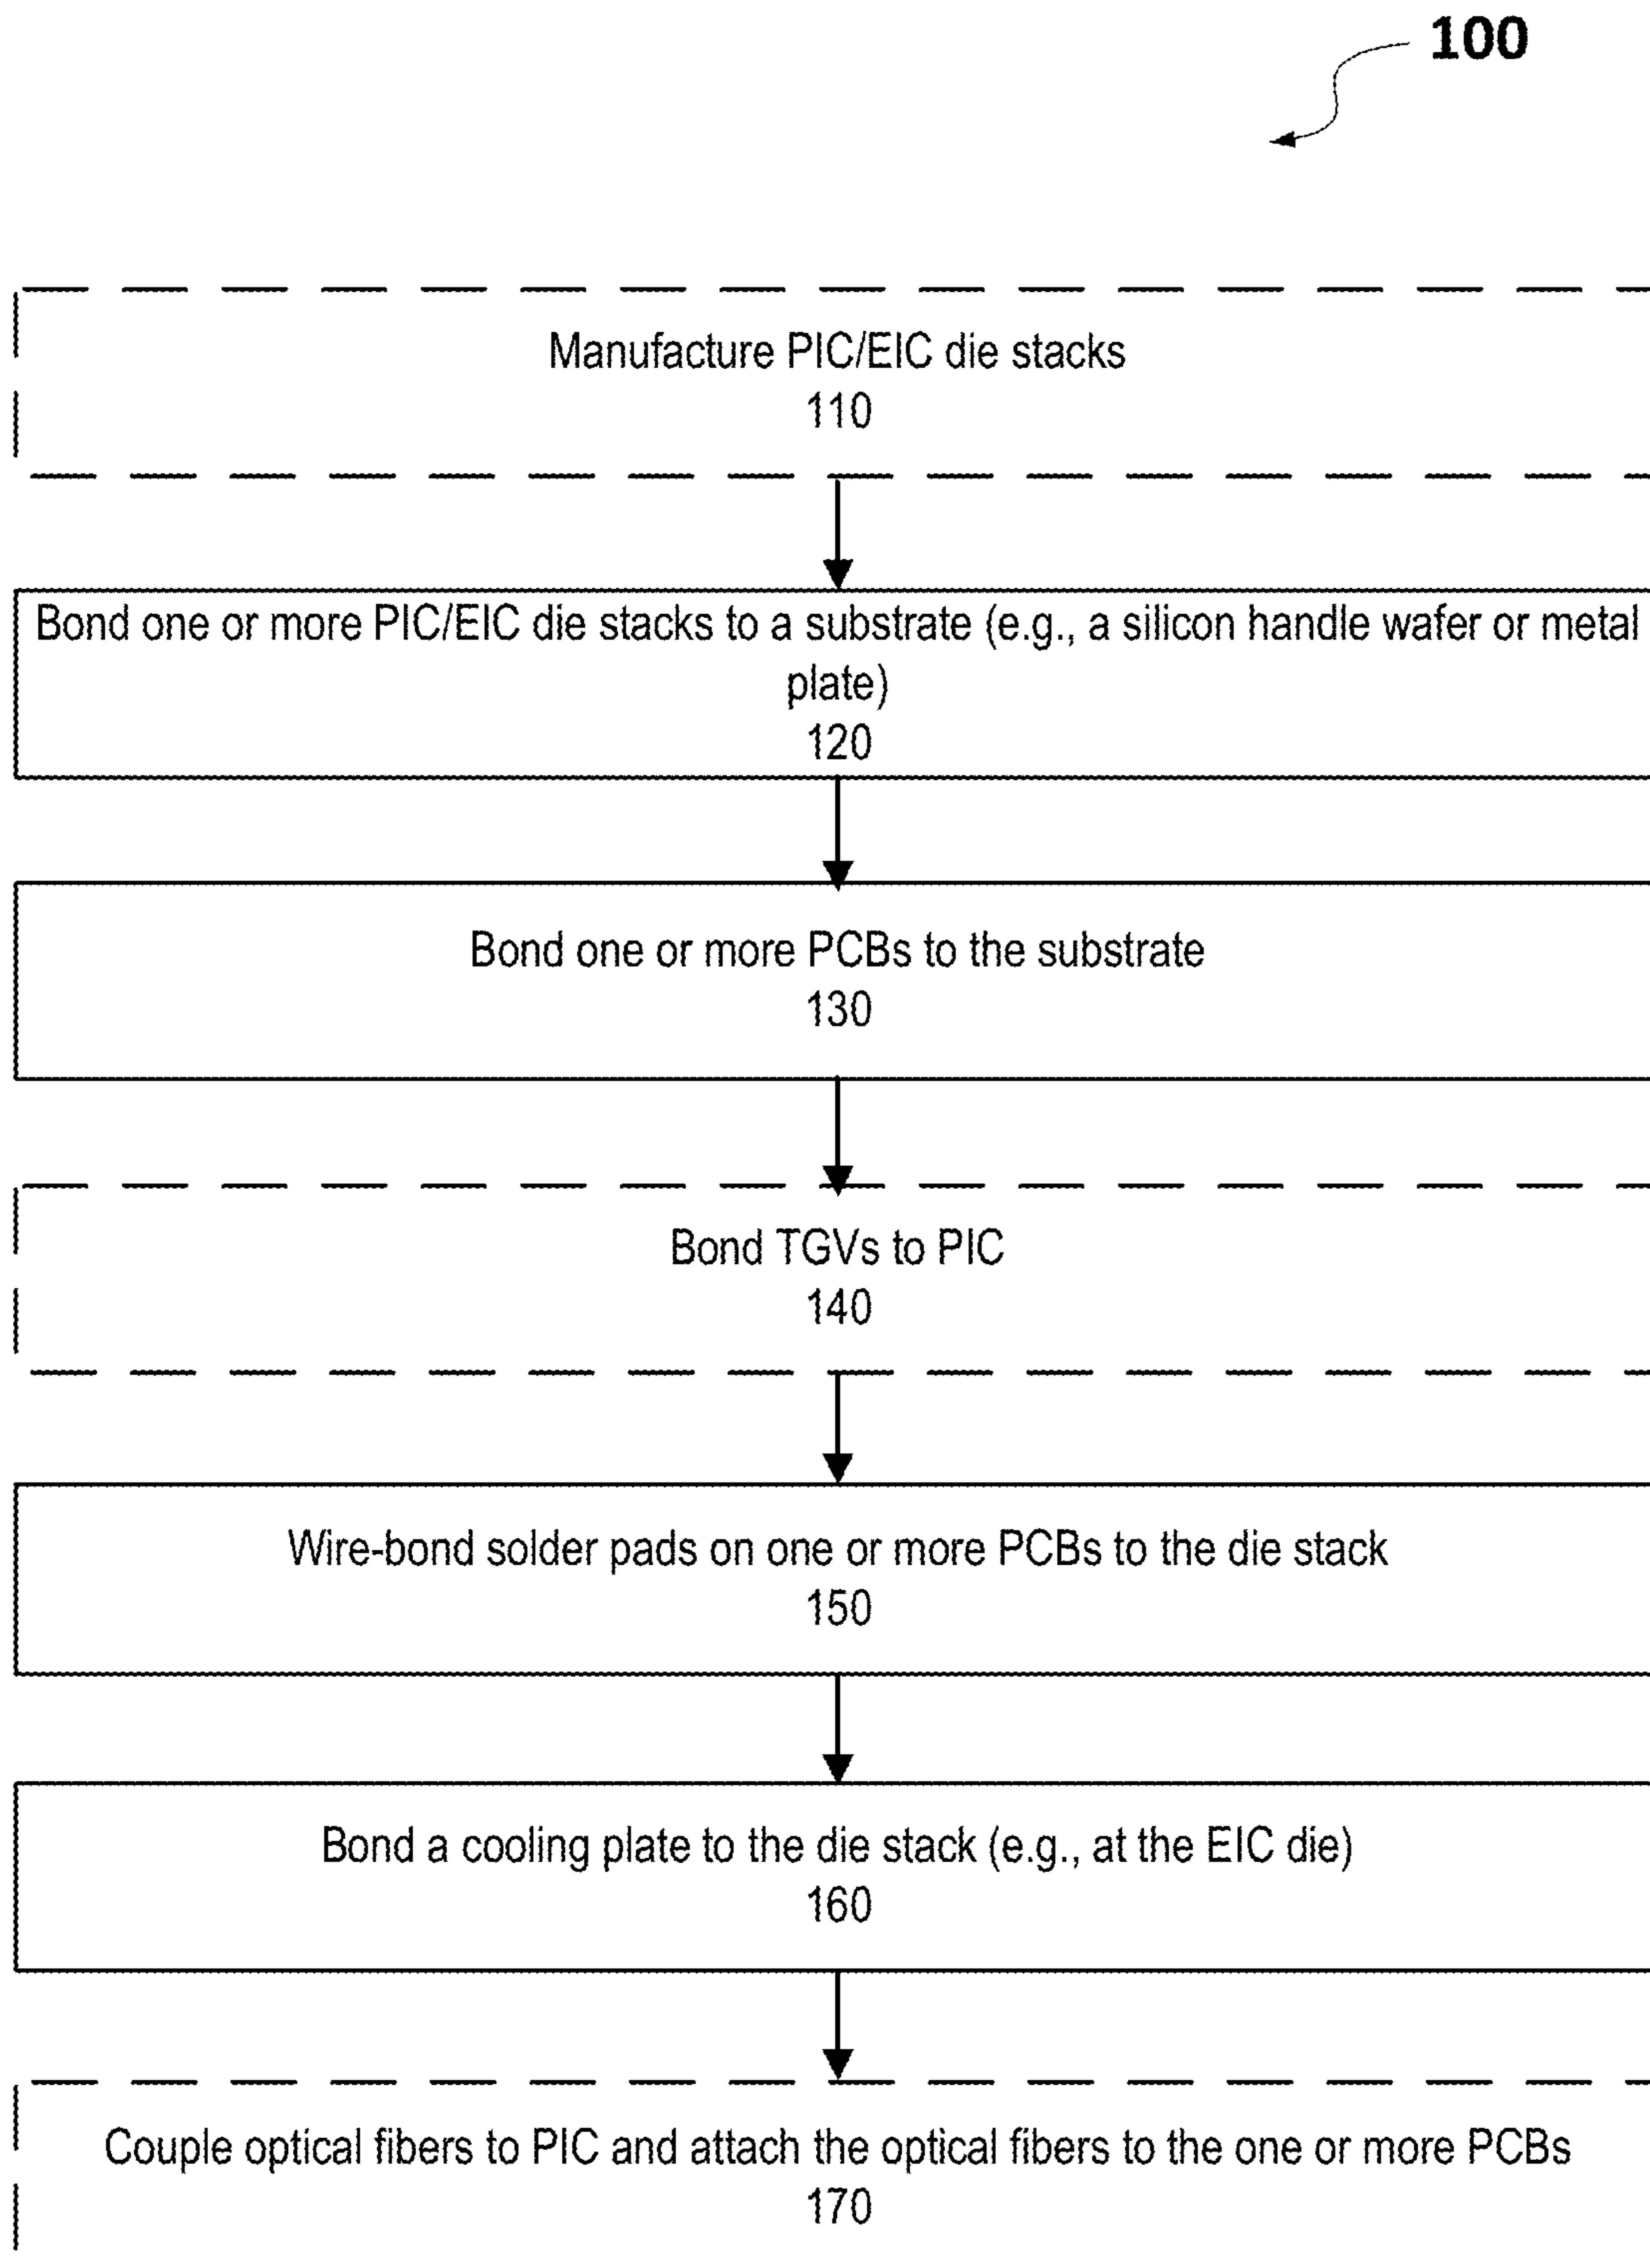 100
Manufacture PIC/EIC die stacks
110
Bond one or more PIC/EIC die stacks to a substrate (e.g., a silicon handle wafer or metal
plate)
120
Bond one or more PCBs to the substrate
130
Bond TGVs to PIC
140
Wire-bond solder pads on one or more PCBs to the die stack
150
Bond a cooling plate to the die stack (e.g., at the EIC die)
160
Couple optical fibers to PIC and attach the optical fibers to the one or more PCBs
170